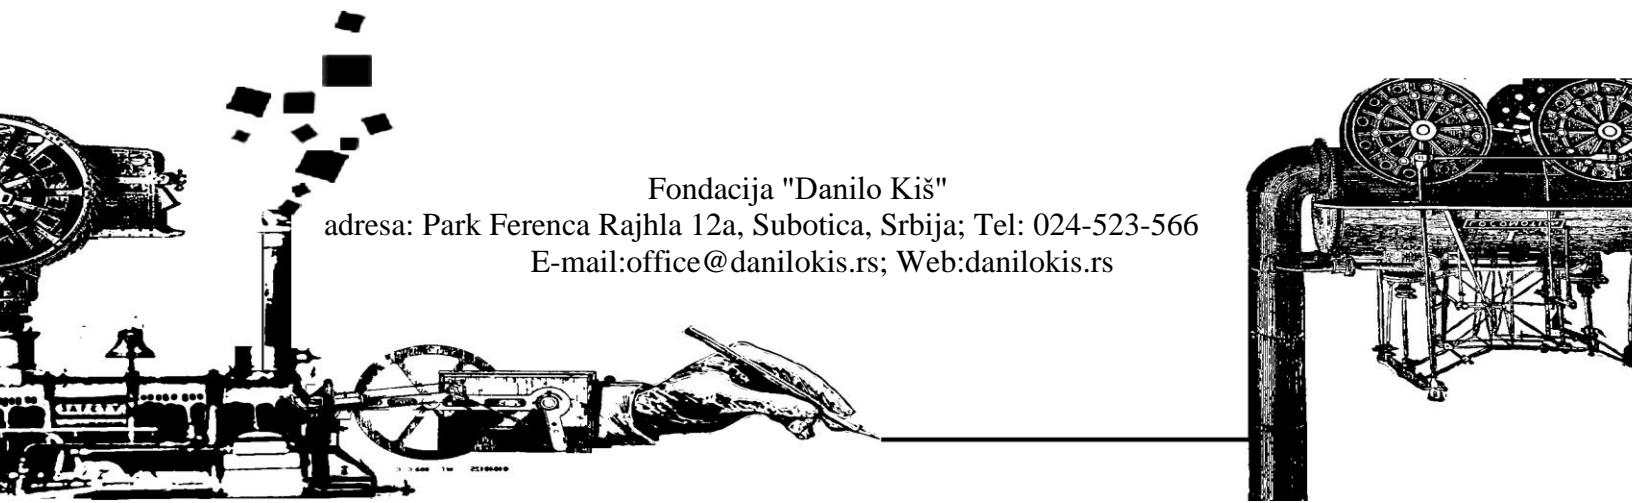 Fondacija "Danilo Kiš"
adresa: Park Ferenca Rajhla 12a, Subotica, Srbija; Tel: 024-523-566
E-mail:office@danilokis.rs; Web:danilokis.rs